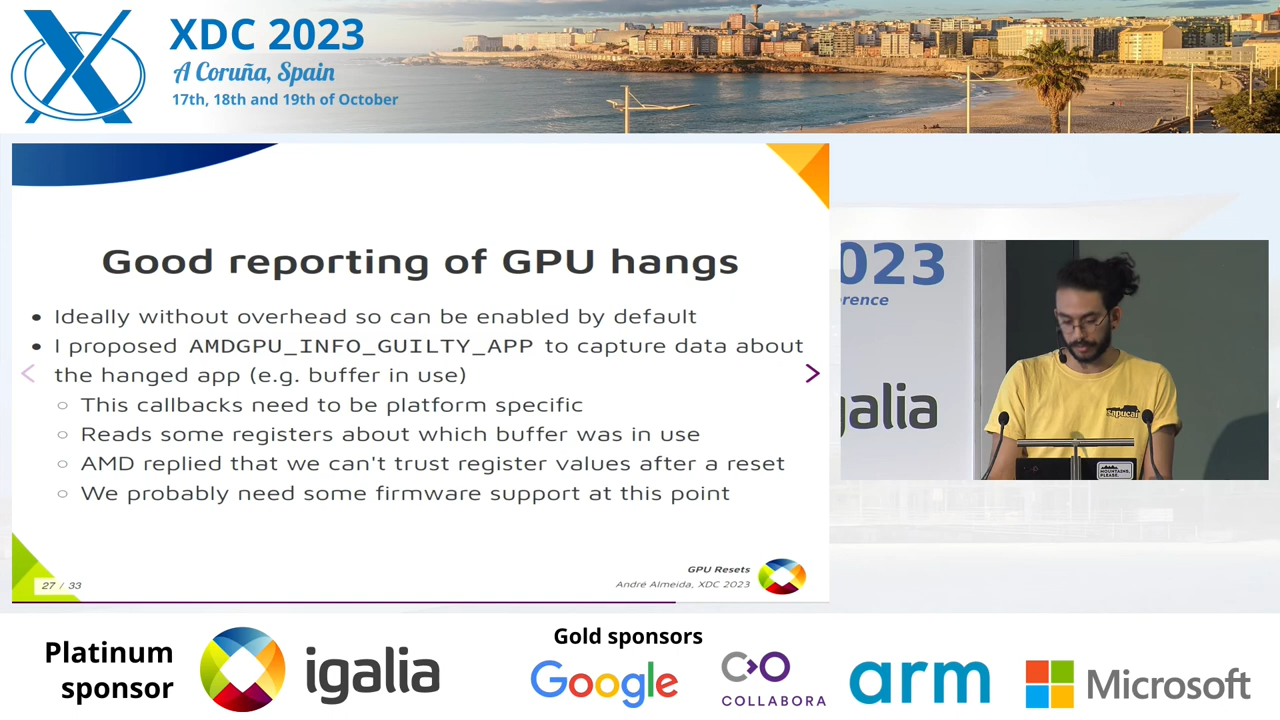 XDC 2023
A Coruña, Spain
17th, 18th and 19th of October
Good reporting of GPU hangs
• Ideally without overhead so can be enabled by default
• I proposed AMDGPU_INFO_GUILTY_APP to capture data about
the hanged app (e.g. buffer in use)
○ This callbacks need to be platform specific
○ Reads some registers about which buffer was in use
○ AMD replied that we can't trust register values after a reset
○ We probably need some firmware support at this point
GPU Resets
André Almeida, XDC 2023
27 / 33
023
erence
galia
sapucai
MOUNTAINS,
PLEASE.
Platinum
sponsor
igalia
Gold sponsors
Google
COLLABORA
arm
Microsoft